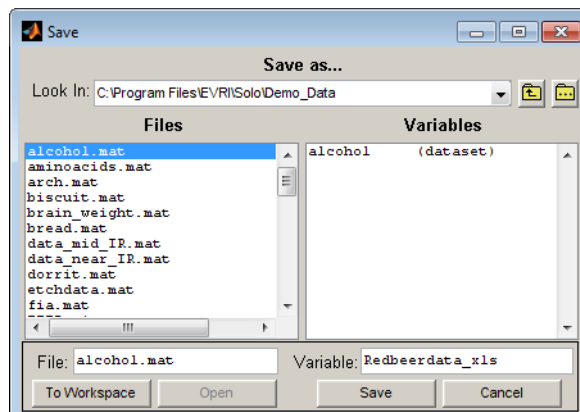 Save
Save as...
Look In: C:\Program Files\EVRI\Solo\Demo_Data
Files
Variables
alcohol.mat
aminoacids.mat
arch.mat
biscuit.mat
brain_weight.mat
bread.mat
data_mid_IR.mat
data_near_IR.mat
dorrit.mat
etchdata.mat
fia.mat
alcohol (dataset)
File: alcohol.mat
Variable: Redbeerdata_xls
To Workspace
Open
Save
Cancel